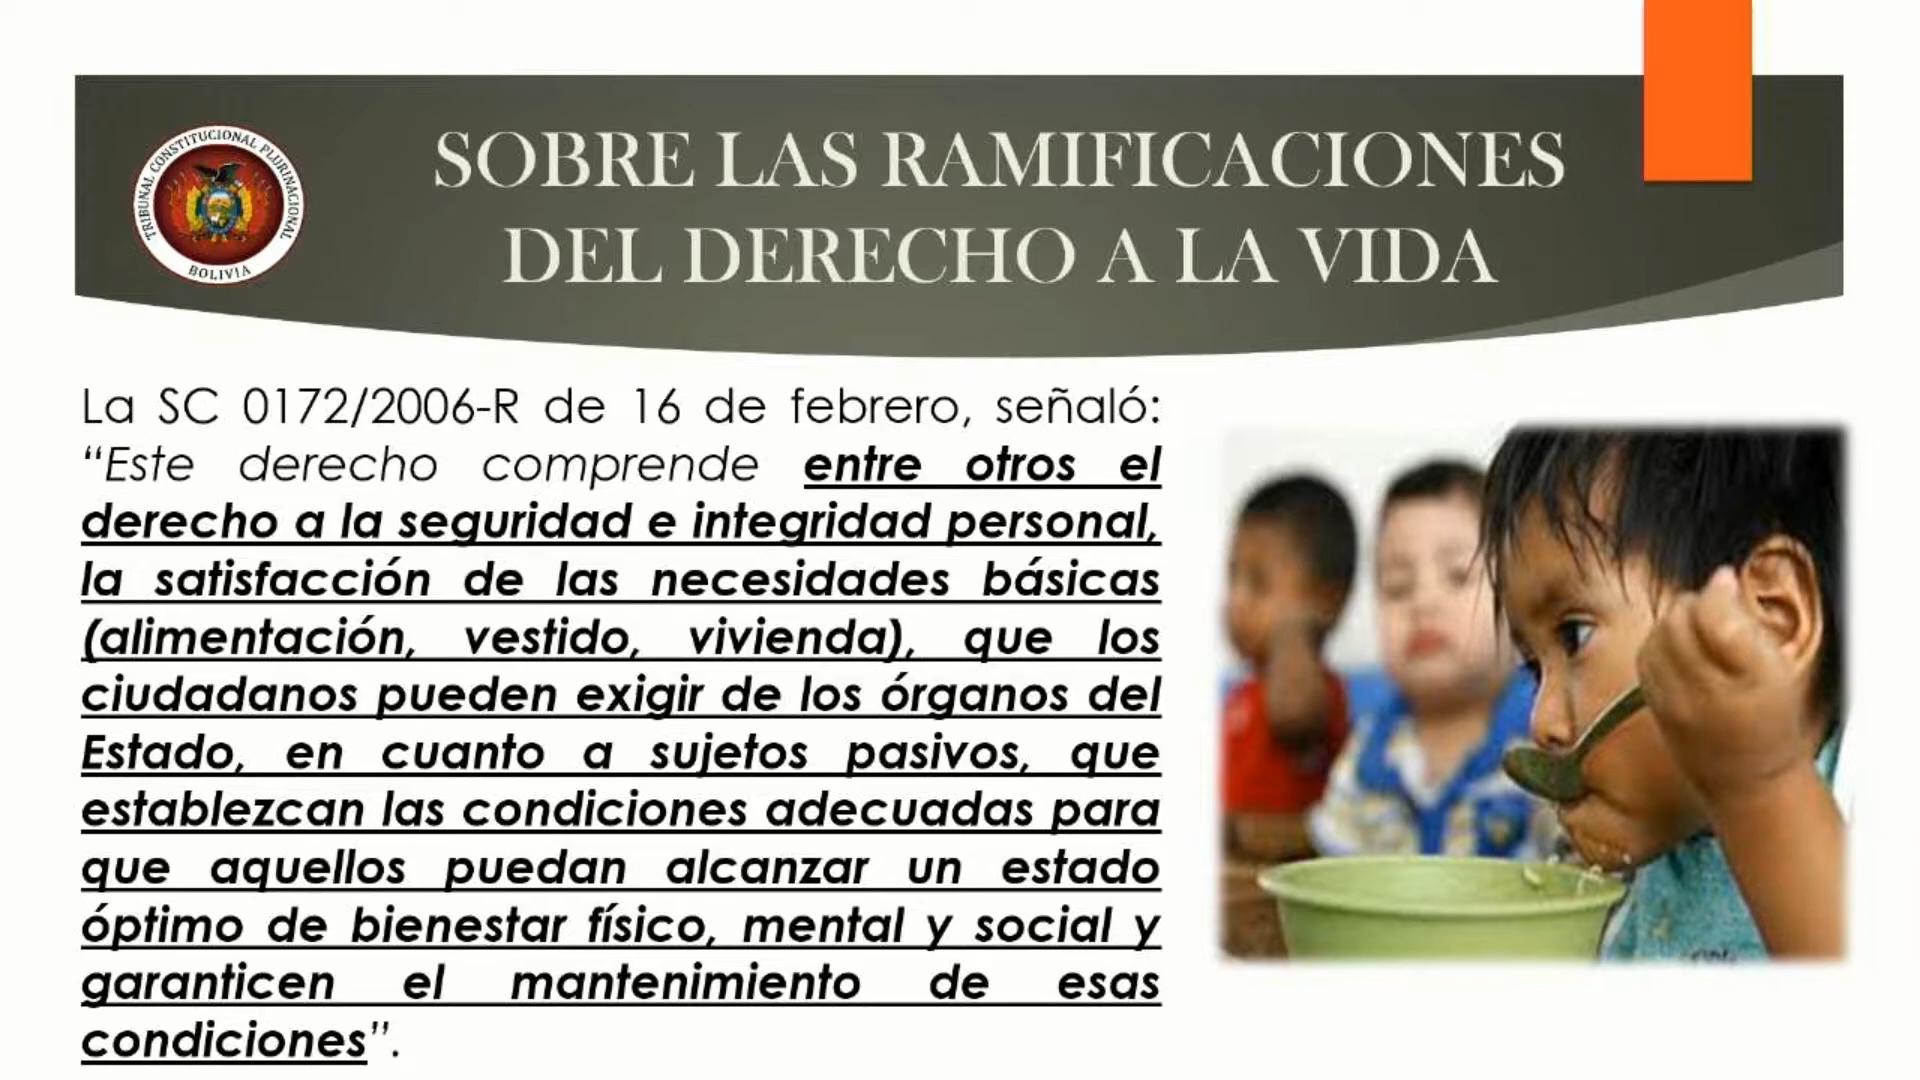 TRIBUNAL CONSTITUCIONAL PLURINACIONAL
BOLIVIA
SOBRE LAS RAMIFICACIONES
DEL DERECHO A LA VIDA
La SC 0172/2006-R de 16 de febrero, señaló:
“Este derecho comprende entre otros el
derecho a la seguridad e integridad personal,
la satisfacción de las necesidades básicas
(alimentación, vestido, vivienda), que los
ciudadanos pueden exigir de los órganos del
Estado, en cuanto a sujetos pasivos, que
establezcan las condiciones adecuadas para
que aquellos puedan alcanzar un estado
óptimo de bienestar físico, mental y social y
garanticen el mantenimiento de esas
condiciones”.